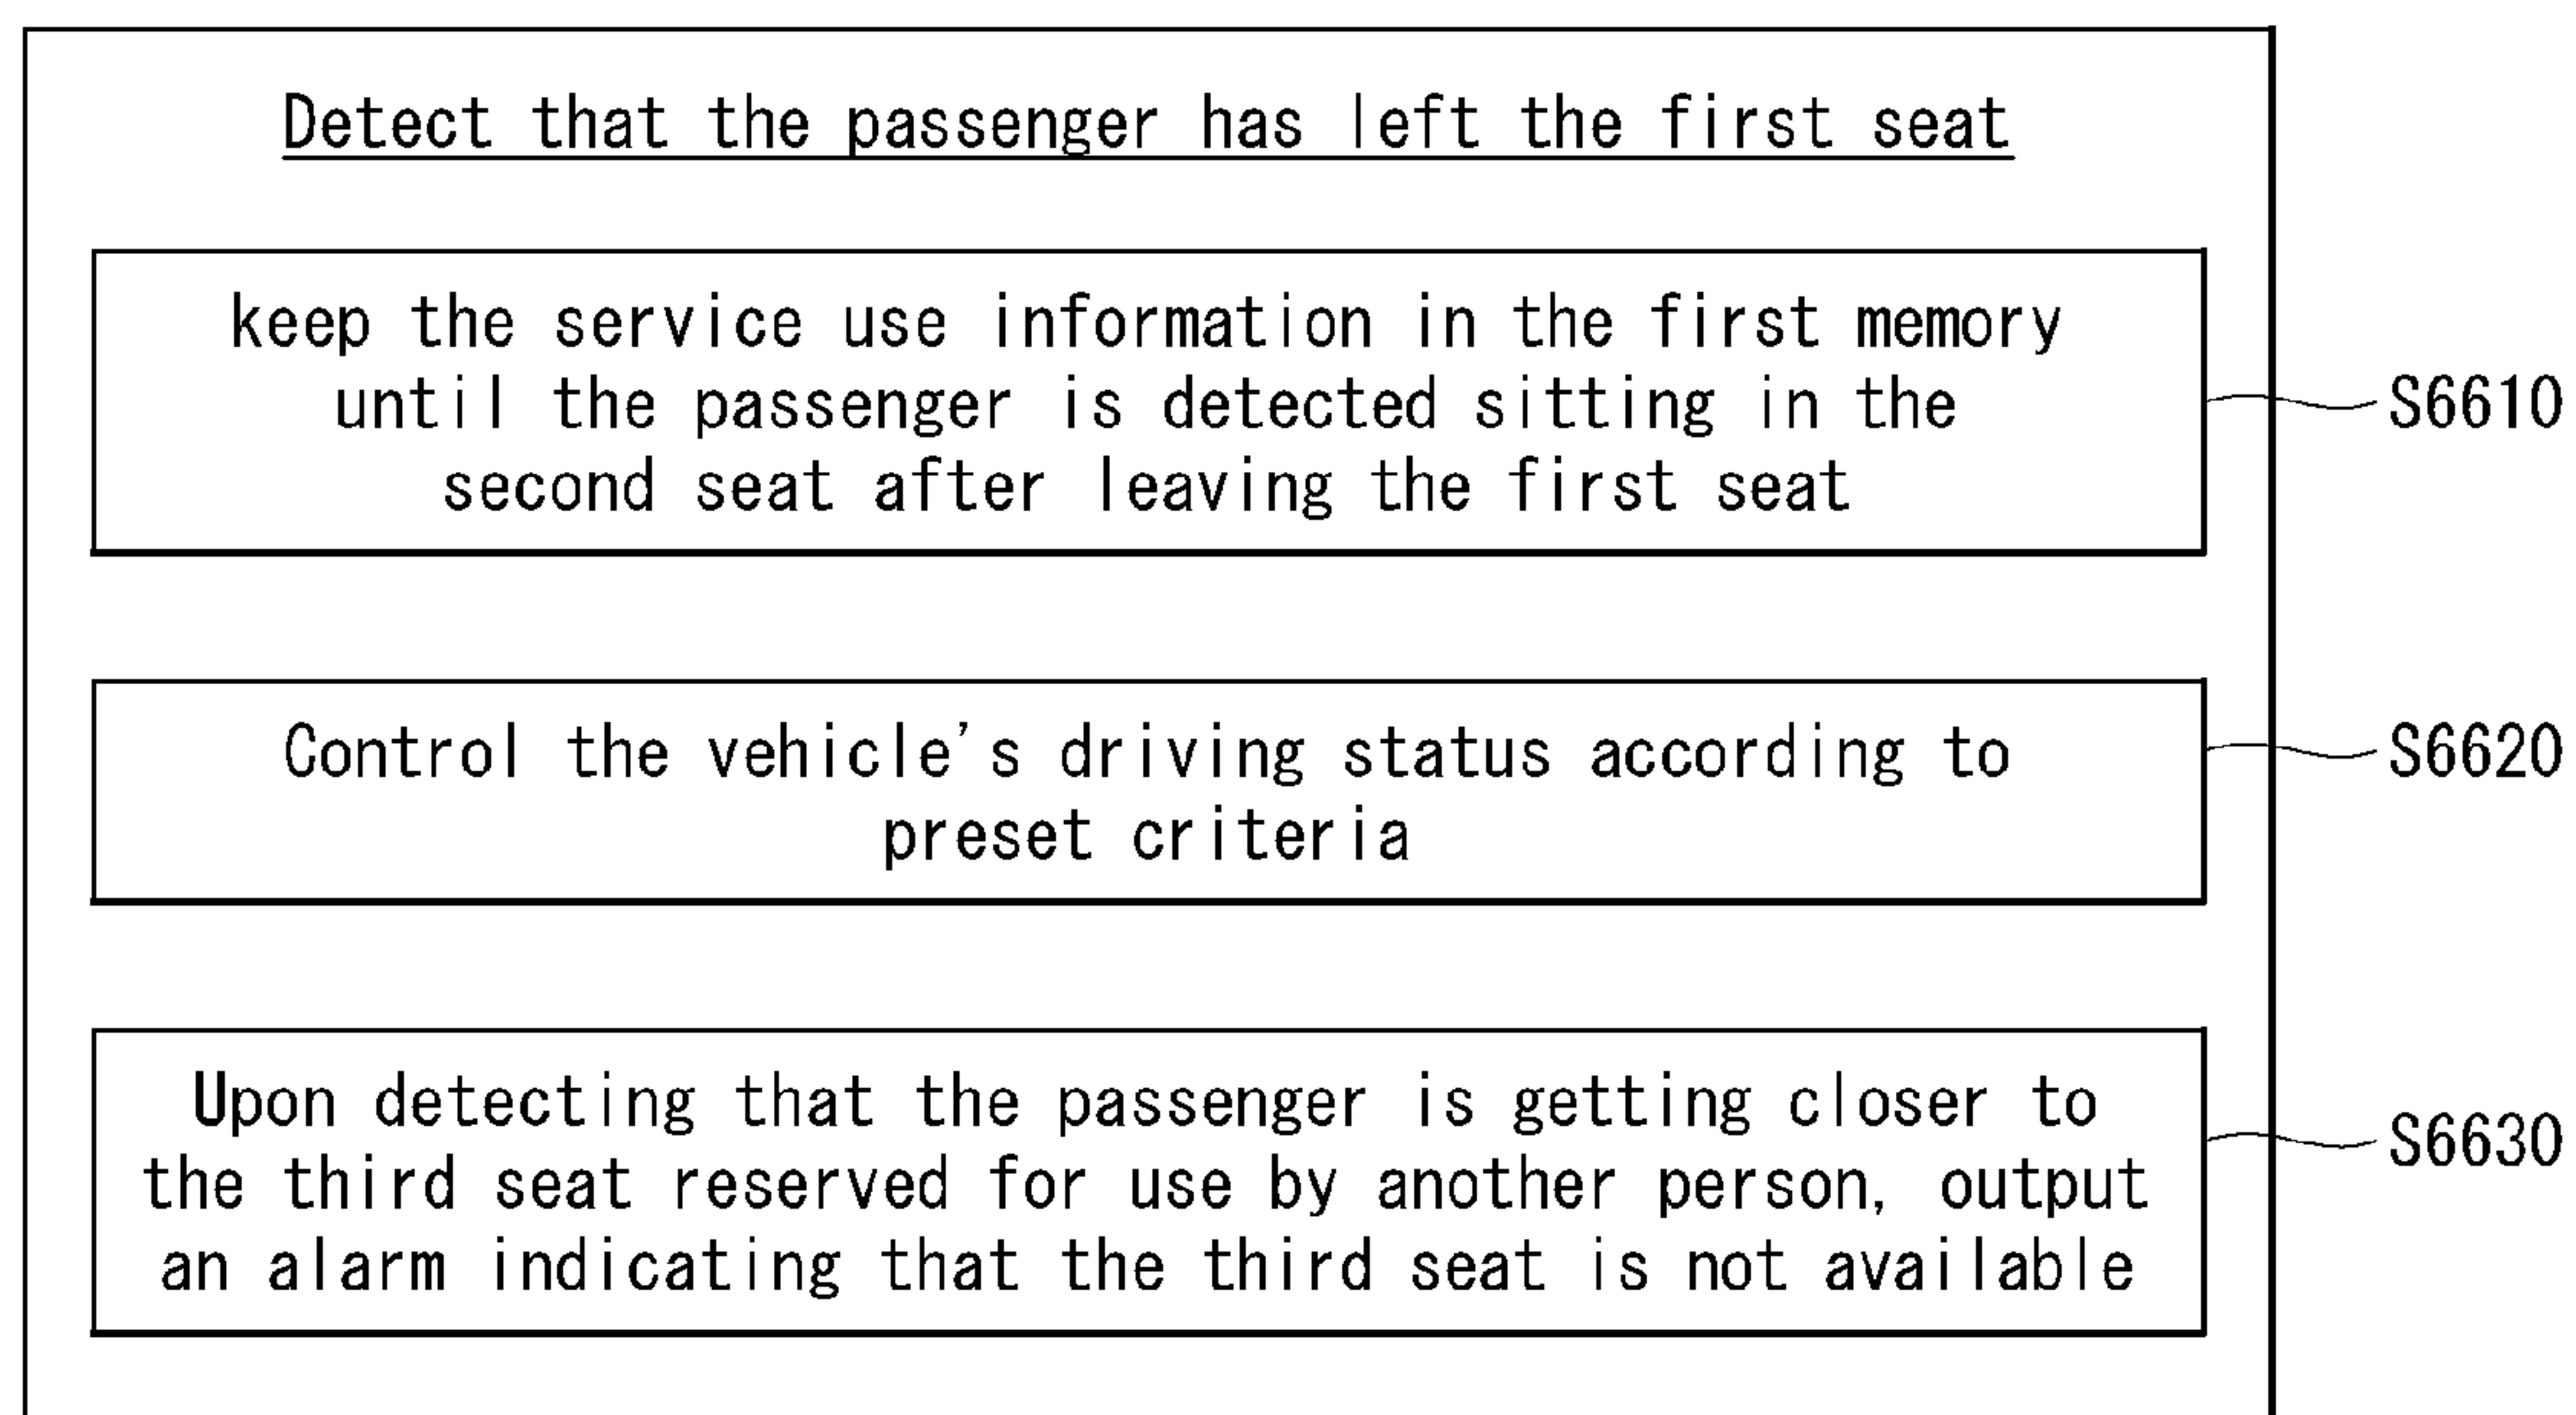 Detect that the passenger has left the first seat
keep the service use information in the first memory
until the passenger is detected sitting in the
second seat after leaving the first seat
S6610
Control the vehicle's driving status according to
preset criteria
S6620
Upon detecting that the passenger is getting closer to
the third seat reserved for use by another person, output
an alarm indicating that the third seat is not available
S6630